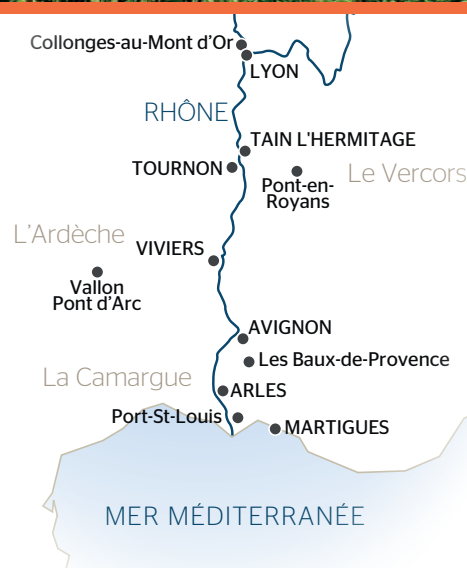 Collonges-au-Mont d'Or
LYON
RHÔNE
TAIN L'HERMITAGE
TOURNON
Le Vercors
Pont-en-
Royans
L'Ardèche
VIVIERS
Vallon
Pont d'Arc
AVIGNON
Les Baux-de-Provence
La Camargue
ARLES
Port-St-Louis
MARTIGUES
MER MÉDITERRANÉE